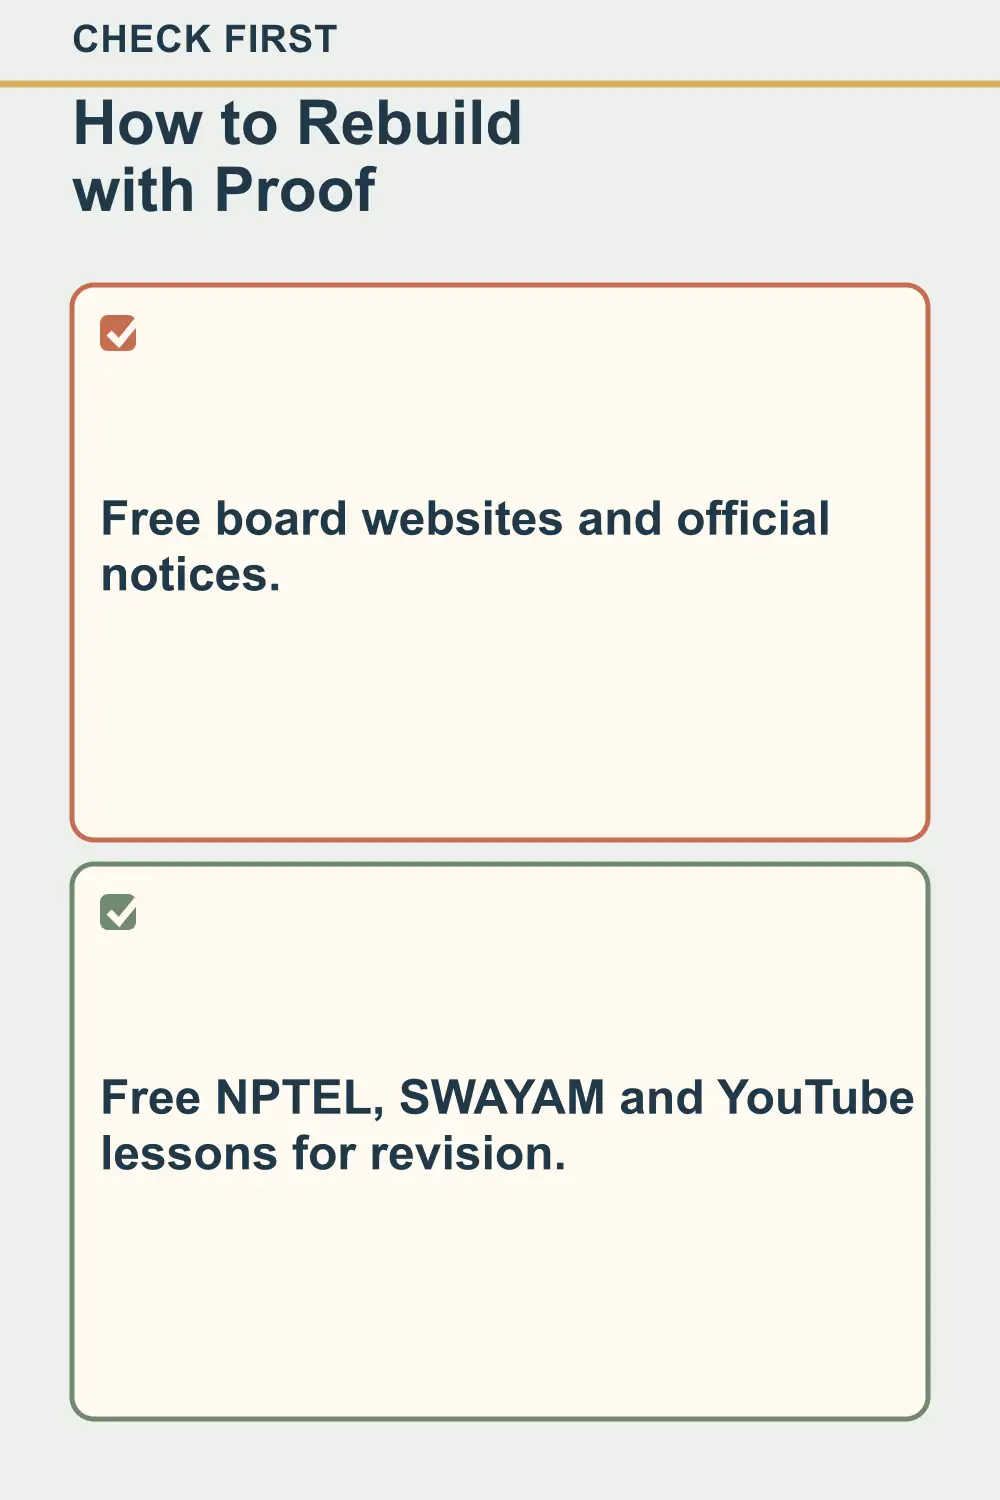 CHECK FIRST
How to Rebuild
with Proof
Free board websites and official
notices.
Free NPTEL, SWAYAM and YouTube
lessons for revision.